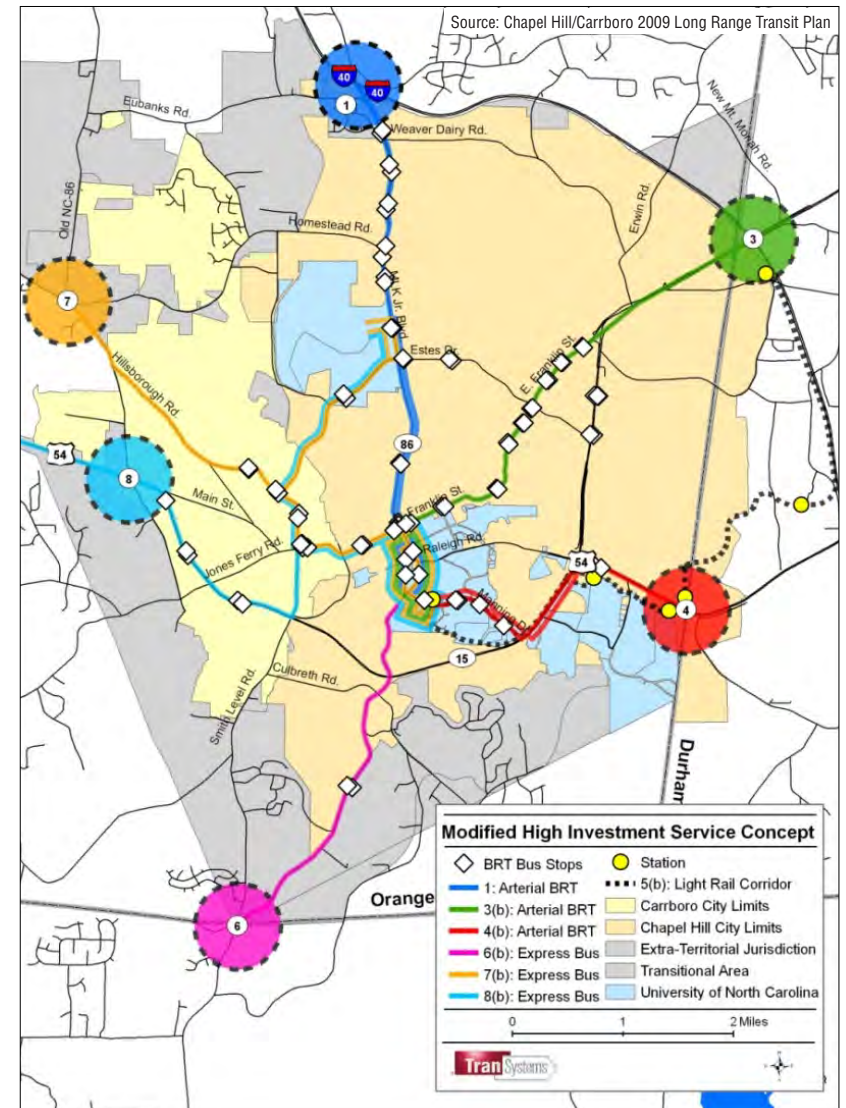 Source: Chapel Hill/Carrboro 2009 Long Range Transit Plan
40
40
1
Eubanks Rd.
Weaver Dairy Rd.
New Mt. Moriah Rd
Old NC-86
Erwin Rd.
Homestead Rd.
3
7
MLK Jr. Blvd
Estes Dr.
E. Franklin St.
Hillsborough Rd.
86
54
8
Main St.
Franklin St.
Raleigh Rd.
Jones Ferry Rd.
54
Manning Dr.
4
15
Culbreth Rd.
Smith Level Rd.
Durham
Orange
6
Modified High Investment Service Concept
BRT Bus Stops
Station
1: Arterial BRT
5(b): Light Rail Corridor
3(b): Arterial BRT
Carrboro City Limits
4(b): Arterial BRT
Chapel Hill City Limits
6(b): Express Bus
Extra-Territorial Jurisdiction
7(b): Express Bus
Transitional Area
8(b): Express Bus
University of North Carolina
0 1 2 Miles
TranSystems